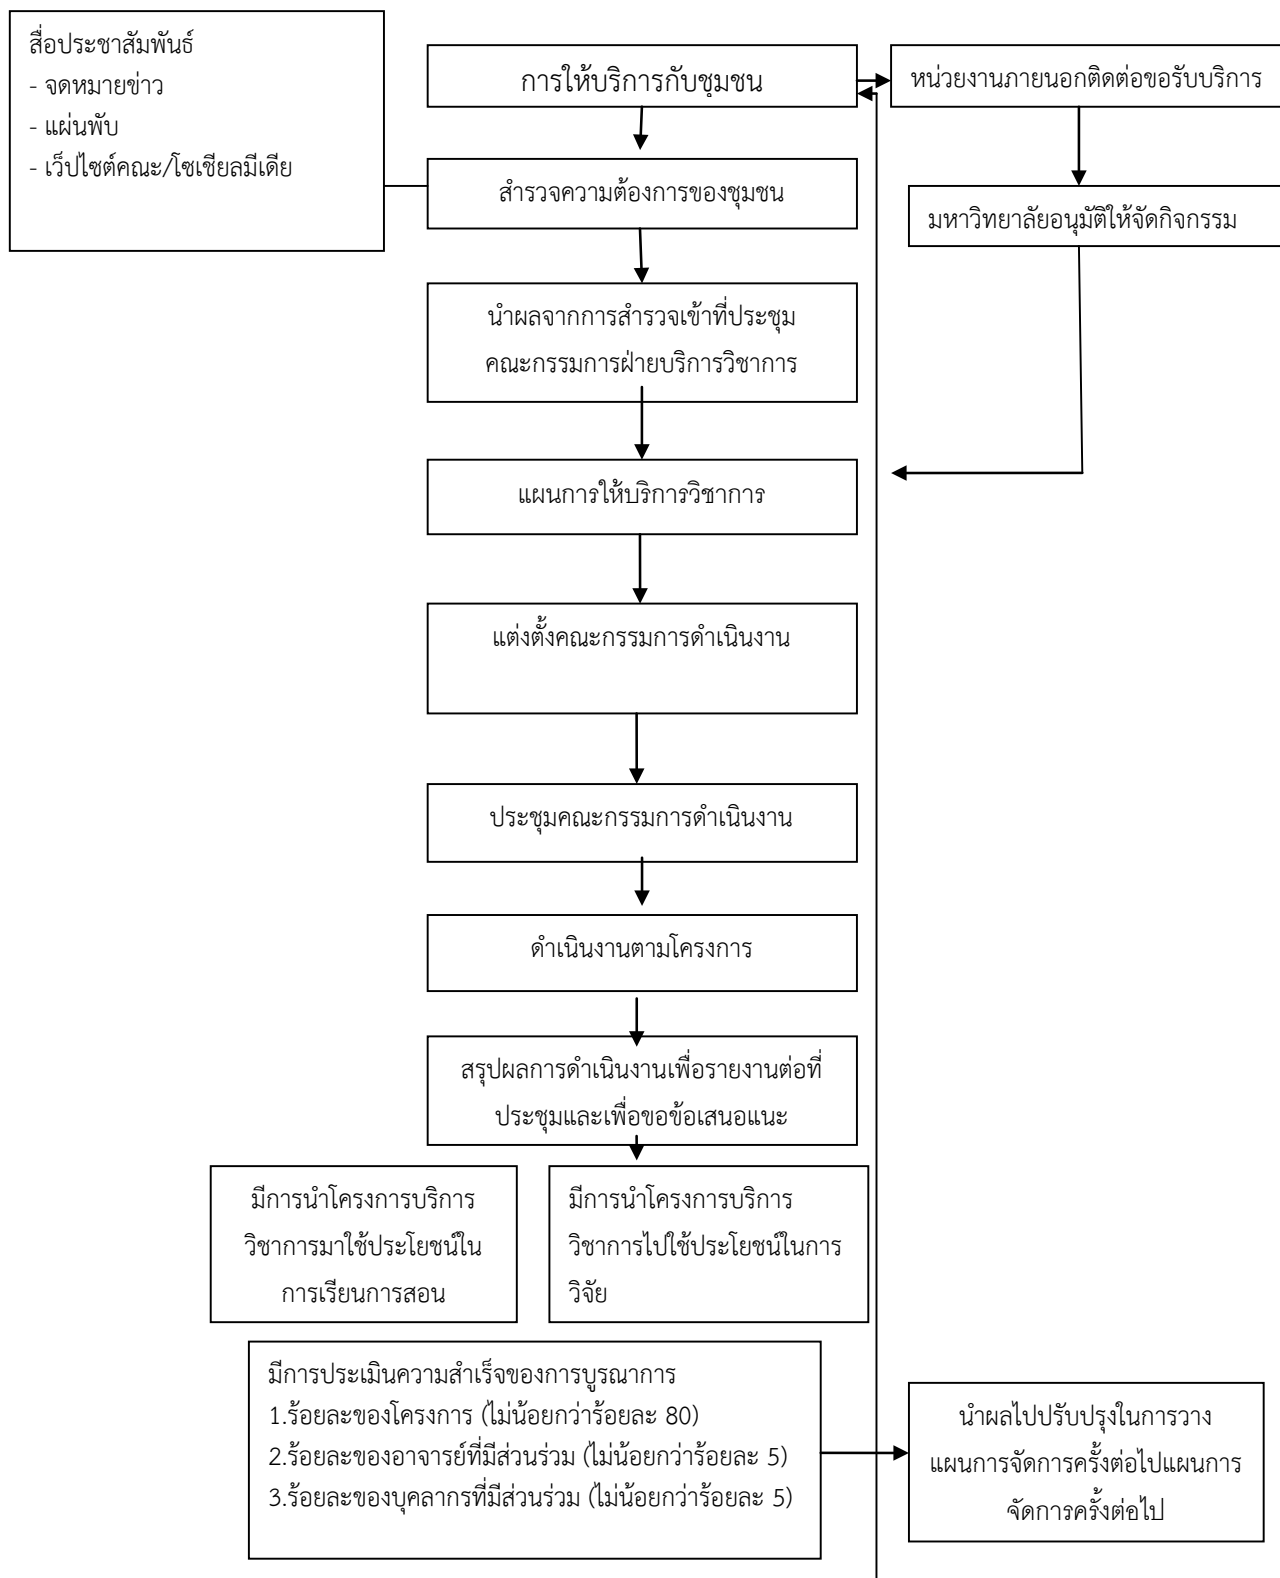 สื่อประชาสัมพันธ์
- จดหมายข่าว
- แผ่นพับ
- เว็ปไซต์คณะ/โซเชียลมีเดีย
การให้บริการกับชุมชน
หน่วยงานภายนอกติดต่อขอรับบริการ
สำรวจความต้องการของชุมชน
มหาวิทยาลัยอนุมัติให้จัดกิจกรรม
นำผลจากการสำรวจเข้าที่ประชุม
คณะกรรมการฝ่ายบริการวิชาการ
แผนการให้บริการวิชาการ
แต่งตั้งคณะกรรมการดำเนินงาน
ประชุมคณะกรรมการดำเนินงาน
ดำเนินงานตามโครงการ
สรุปผลการดำเนินงานเพื่อรายงานต่อที่
ประชุมและเพื่อขอข้อเสนอแนะ
มีการนำโครงการบริการ
วิชาการมาใช้ประโยชน์ใน
การเรียนการสอน
มีการนำโครงการบริการ
วิชาการไปใช้ประโยชน์ในการ
วิจัย
มีการประเมินความสำเร็จของการบูรณาการ
1.ร้อยละของโครงการ (ไม่น้อยกว่าร้อยละ 80)
2.ร้อยละของอาจารย์ที่มีส่วนร่วม (ไม่น้อยกว่าร้อยละ 5)
3.ร้อยละของบุคลากรที่มีส่วนร่วม (ไม่น้อยกว่าร้อยละ 5)
นำผลไปปรับปรุงในการวาง
แผนการจัดการครั้งต่อไปแผนการ
จัดการครั้งต่อไป